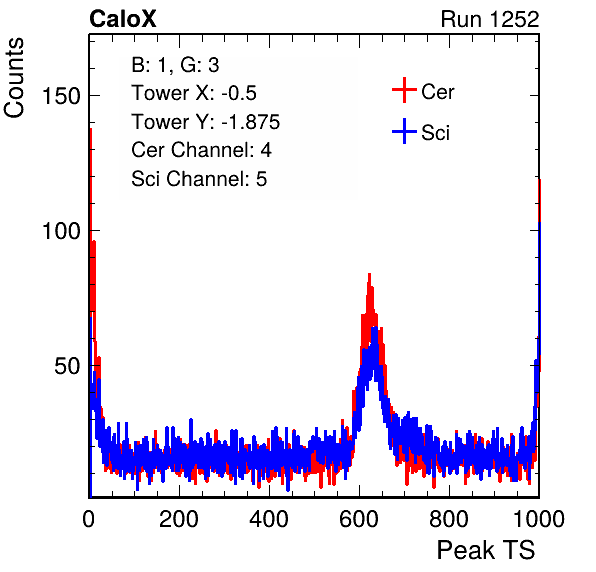 CaloX Run 1252
Counts
B: 1, G: 3
Tower X: -0.5
Tower Y: -1.875
Cer Channel: 4
Sci Channel: 5
Cer
Sci
150
100
50
0 200 400 600 800 1000
Peak TS